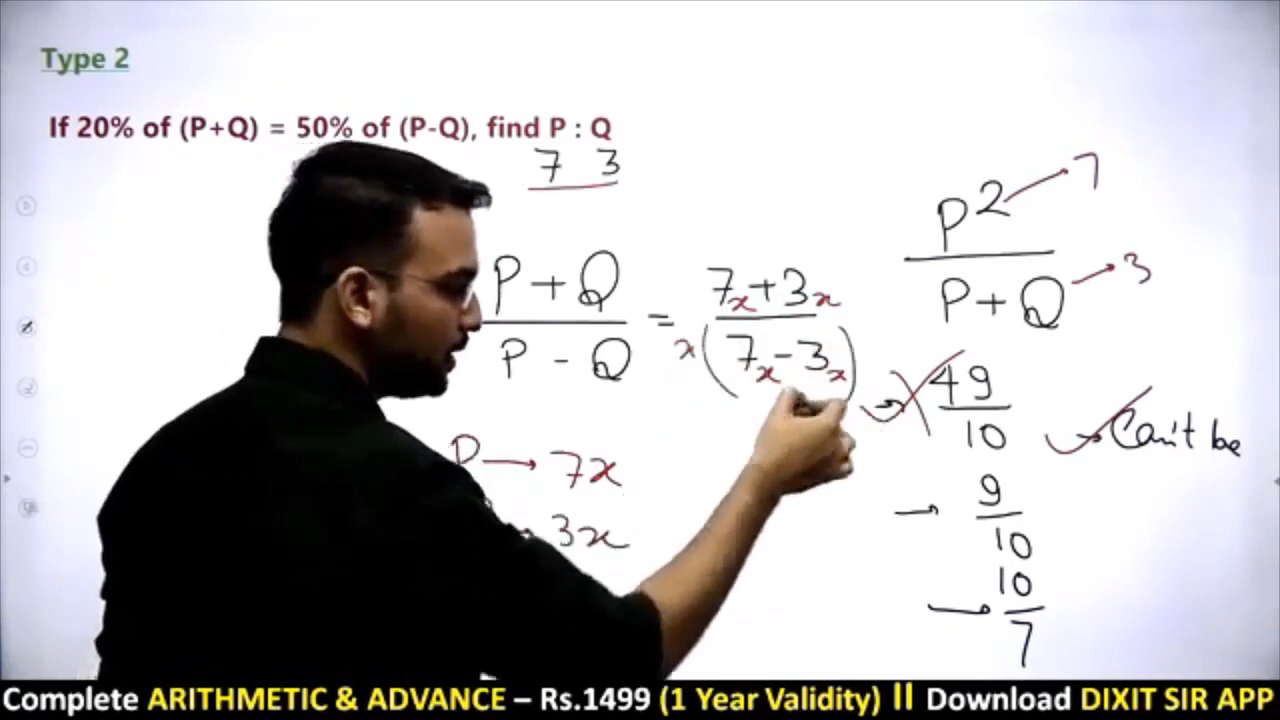 Type 2
If 20% of (P+Q) = 50% of (P-Q), find P : Q
7 3
P + Q / P - Q = 7x + 3x / x(7x - 3x)
P → 7x
3x
P2 → 7
P + Q → 3
49 / 10 → Can't be
→ 9 / 10
→ 10 / 7
Complete ARITHMETIC & ADVANCE – Rs.1499 (1 Year Validity) II Download DIXIT SIR APP